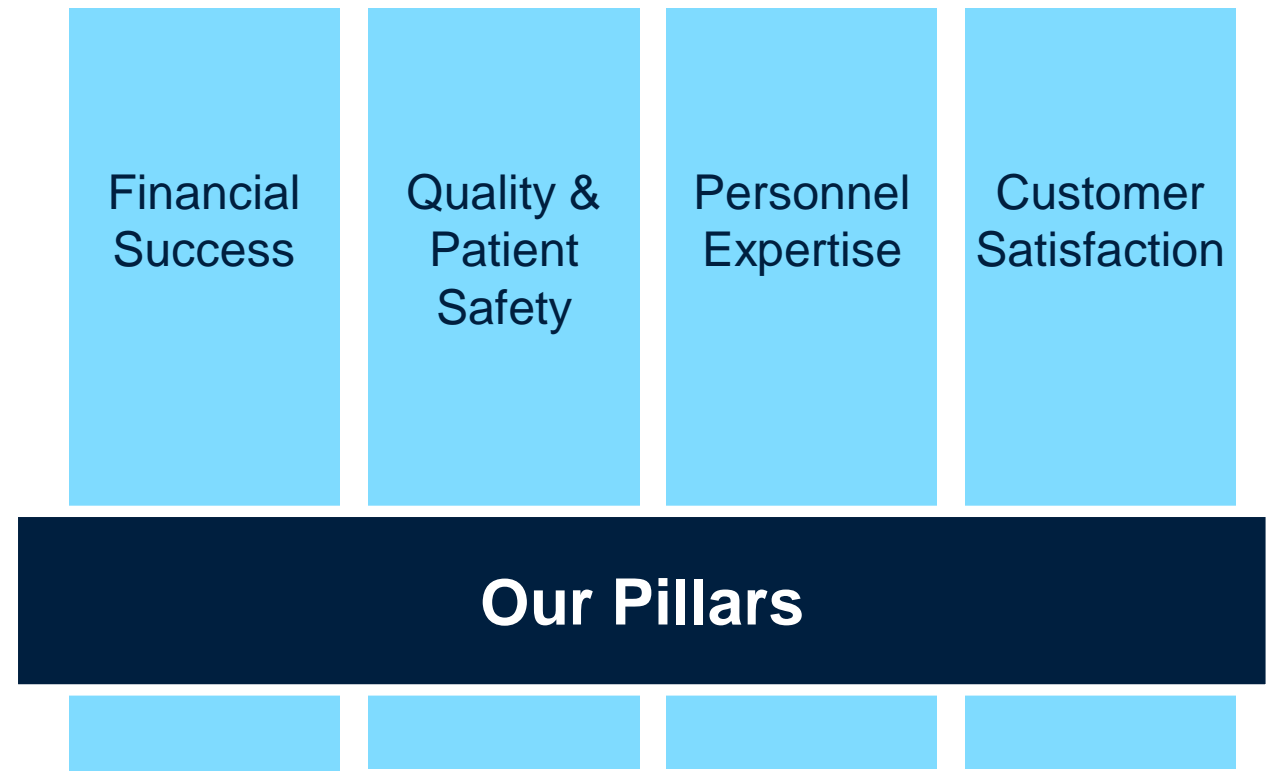 Financial
Success
Quality &
Patient
Safety
Personnel
Expertise
Customer
Satisfaction
Our Pillars